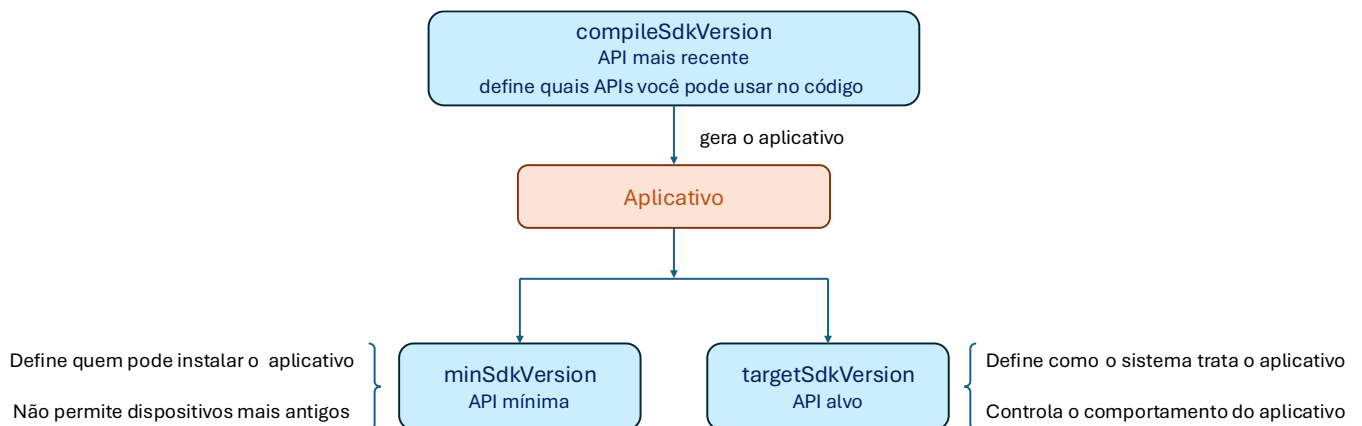 compileSdkVersion
API mais recente
define quais APIs você pode usar no código
gera o aplicativo
Aplicativo
Define quem pode instalar o aplicativo
Não permite dispositivos mais antigos
minSdkVersion
API mínima
targetSdkVersion
API alvo
Define como o sistema trata o aplicativo
Controla o comportamento do aplicativo